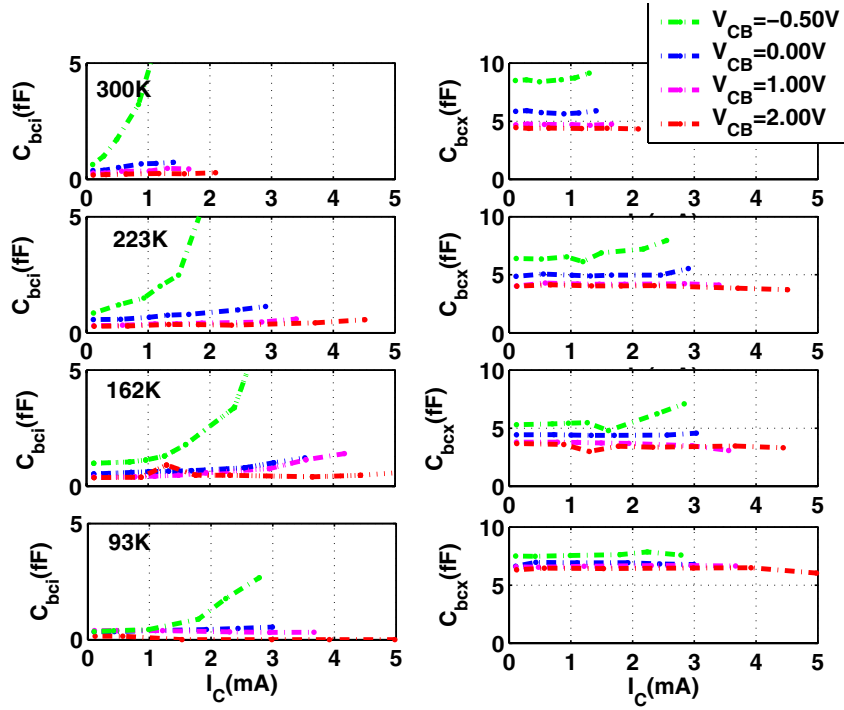 V_CB=−0.50V
V_CB=0.00V
V_CB=1.00V
V_CB=2.00V
C_bci(fF)
5
0
300K
0 1 2 3 4 5
C_bcx(fF)
10
5
0
0 1 2 3 4 5
(mA)
C_bci(fF)
5
0
223K
0 1 2 3 4 5
C_bcx(fF)
10
5
0
0 1 2 3 4 5
(mA)
C_bci(fF)
5
0
162K
0 1 2 3 4 5
C_bcx(fF)
10
5
0
0 1 2 3 4 5
C_bci(fF)
5
0
93K
0 1 2 3 4 5
I_C(mA)
C_bcx(fF)
10
5
0
0 1 2 3 4 5
I_C(mA)